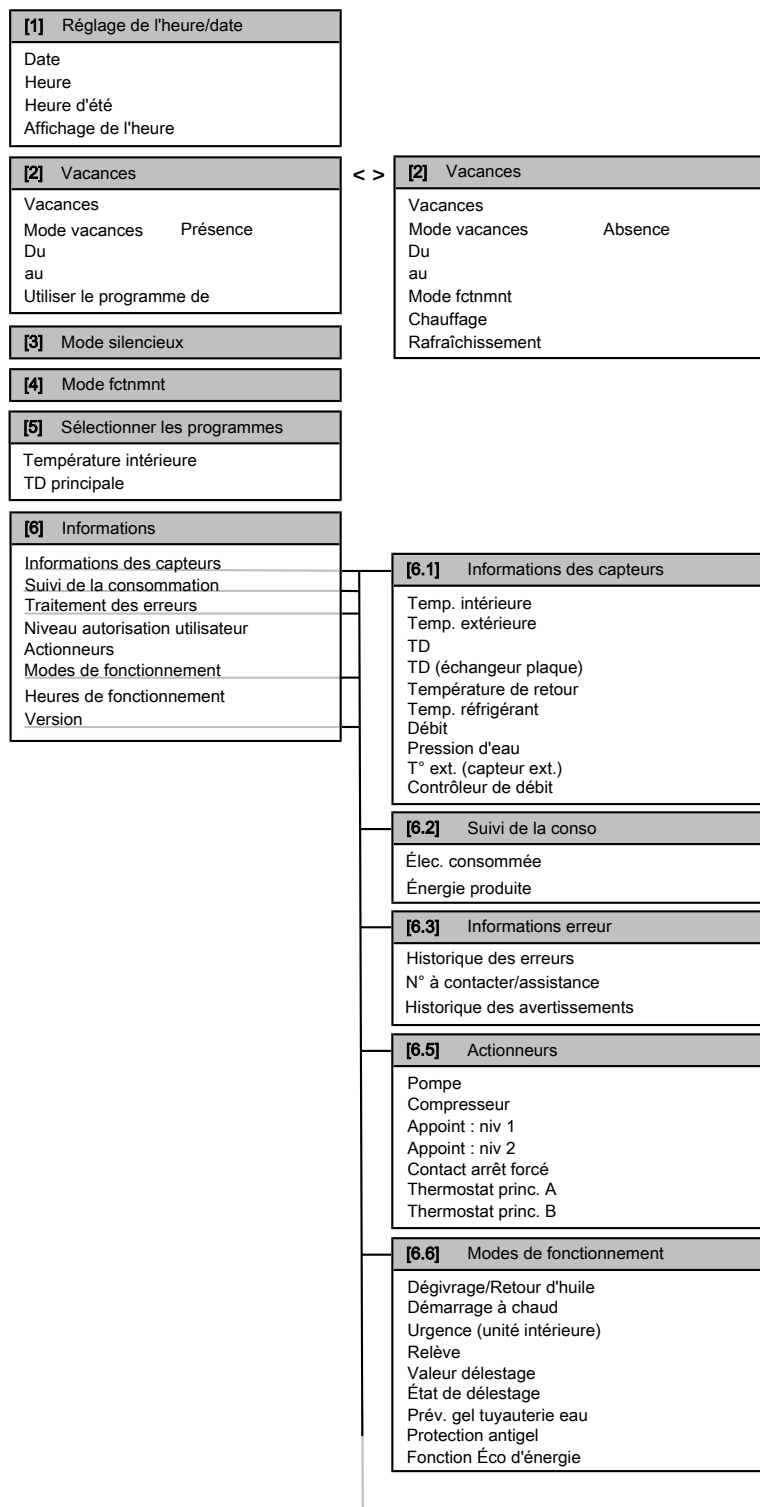 [1] Réglage de l'heure/date
Date
Heure
Heure d'été
Affichage de l'heure
[2] Vacances
Vacances
Mode vacances Présence
Du
au
Utiliser le programme de
< >
[2] Vacances
Vacances
Mode vacances Absence
Du
au
Mode fctnmnt
Chauffage
Rafraîchissement
[3] Mode silencieux
[4] Mode fctnmnt
[5] Sélectionner les programmes
Température intérieure
TD principale
[6] Informations
Informations des capteurs
Suivi de la consommation
Traitement des erreurs
Niveau autorisation utilisateur
Actionneurs
Modes de fonctionnement
Heures de fonctionnement
Version
[6.1] Informations des capteurs
Temp. intérieure
Temp. extérieure
TD
TD (échangeur plaque)
Température de retour
Temp. réfrigérant
Débit
Pression d'eau
T° ext. (capteur ext.)
Contrôleur de débit
[6.2] Suivi de la conso
Élec. consommée
Énergie produite
[6.3] Informations erreur
Historique des erreurs
N° à contacter/assistance
Historique des avertissements
[6.5] Actionneurs
Pompe
Compresseur
Appoint : niv 1
Appoint : niv 2
Contact arrêt forcé
Thermostat princ. A
Thermostat princ. B
[6.6] Modes de fonctionnement
Dégivrage/Retour d'huile
Démarrage à chaud
Urgence (unité intérieure)
Relève
Valeur délestage
État de délestage
Prév. gel tuyauterie eau
Protection antigel
Fonction Éco d'énergie